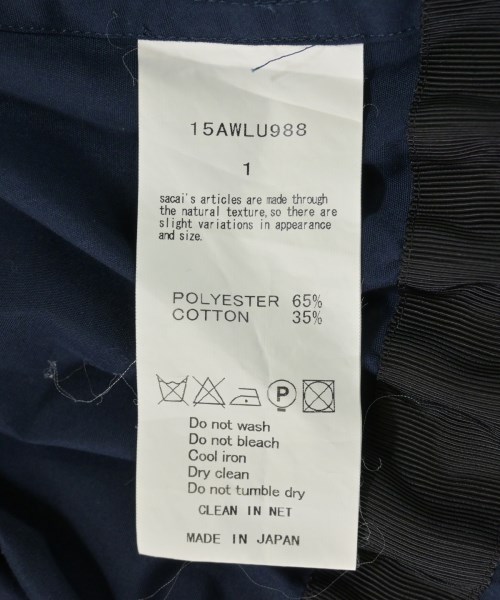 15AWLU988
1
sacai's articles are made through
the natural texture, so there are
slight variations in appearance
and size.
POLYESTER 65%
COTTON 35%
P
Do not wash
Do not bleach
Cool iron
Dry clean
Do not tumble dry
CLEAN IN NET
MADE IN JAPAN